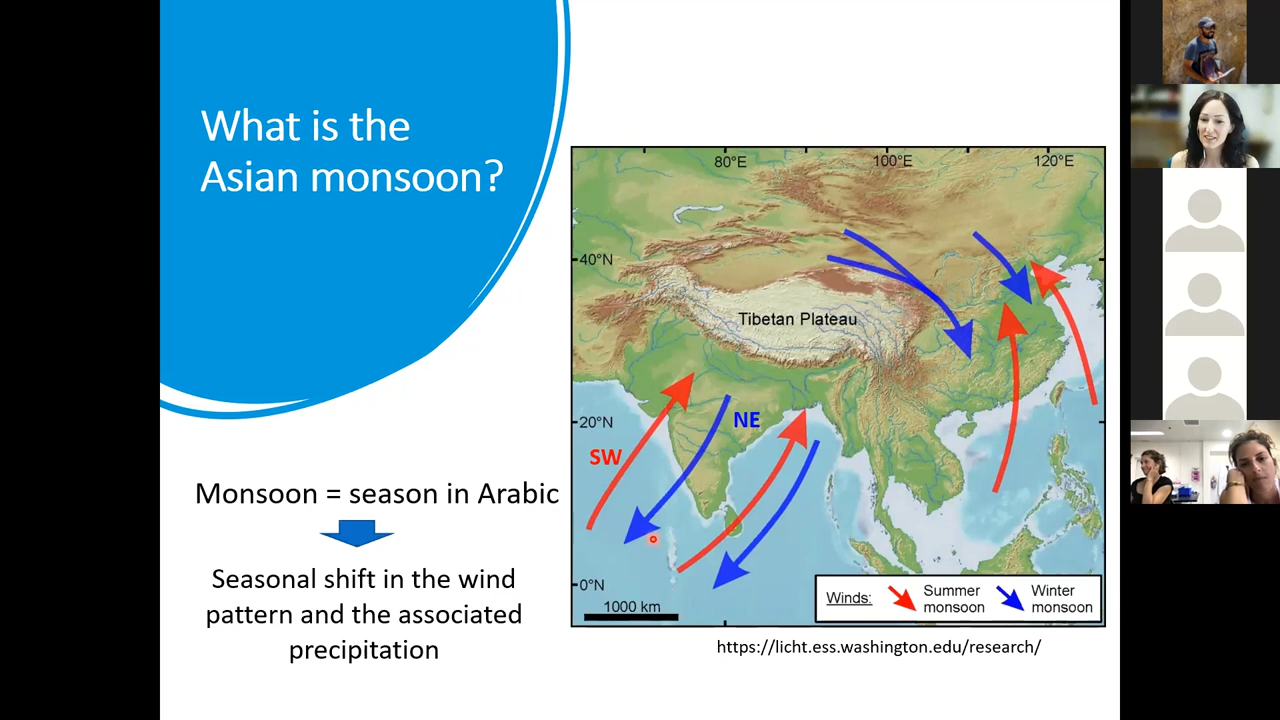 What is the
Asian monsoon?
Monsoon = season in Arabic
Seasonal shift in the wind
pattern and the associated
precipitation
80°E
100°E
120°E
40°N
Tibetan Plateau
20°N
NE
SW
0°N
1000 km
Winds:
Summer
monsoon
Winter
monsoon
https://licht.ess.washington.edu/research/